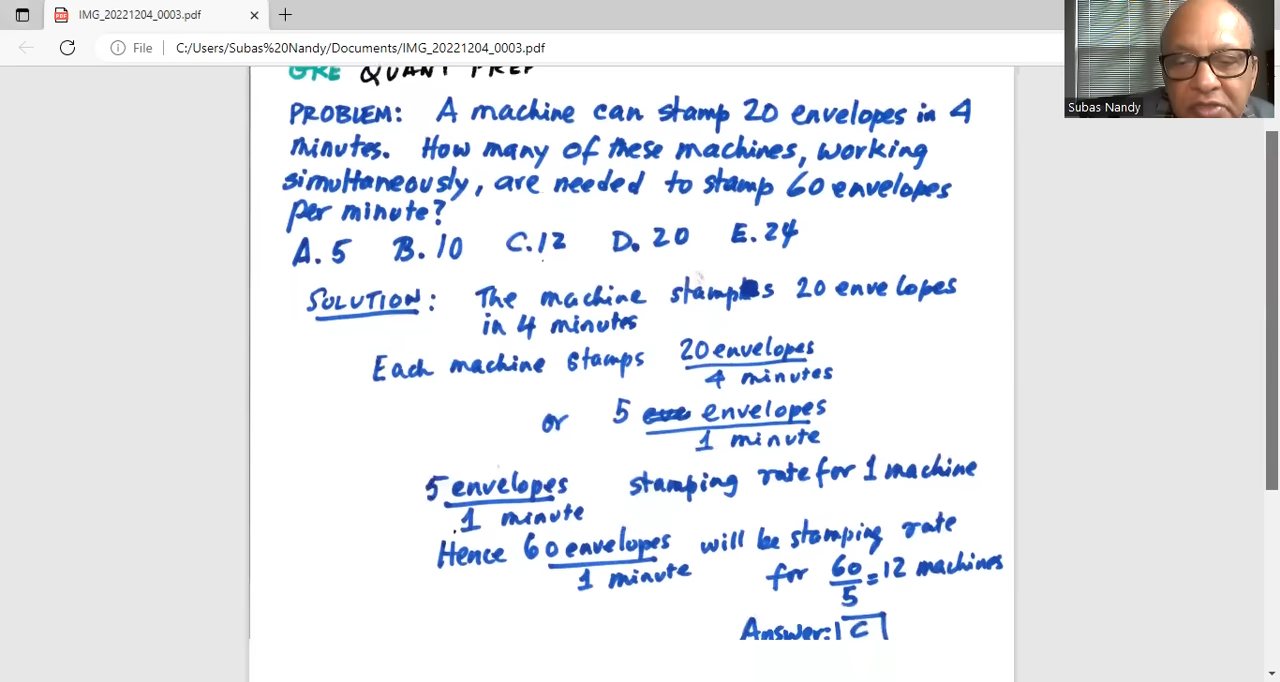 IMG_20221204_0003.pdf
File
C:/Users/Subas%20Nandy/Documents/IMG_20221204_0003.pdf
Subas Nandy
GRE QUANT PREP
PROBLEM: A machine can stamp 20 envelopes in 4
minutes. How many of these machines, working
simultaneously, are needed to stamp 60 envelopes
per minute?
A. 5 B. 10 C. 12 D. 20 E. 24
SOLUTION: The machine stamps 20 envelopes
in 4 minutes
Each machine stamps 20 envelopes
4 minutes
or 5 envelopes
1 minute
5 envelopes stamping rate for 1 machine
1 minute
Hence 60 envelopes will be stamping rate
1 minute for 60/5 = 12 machines
Answer: C